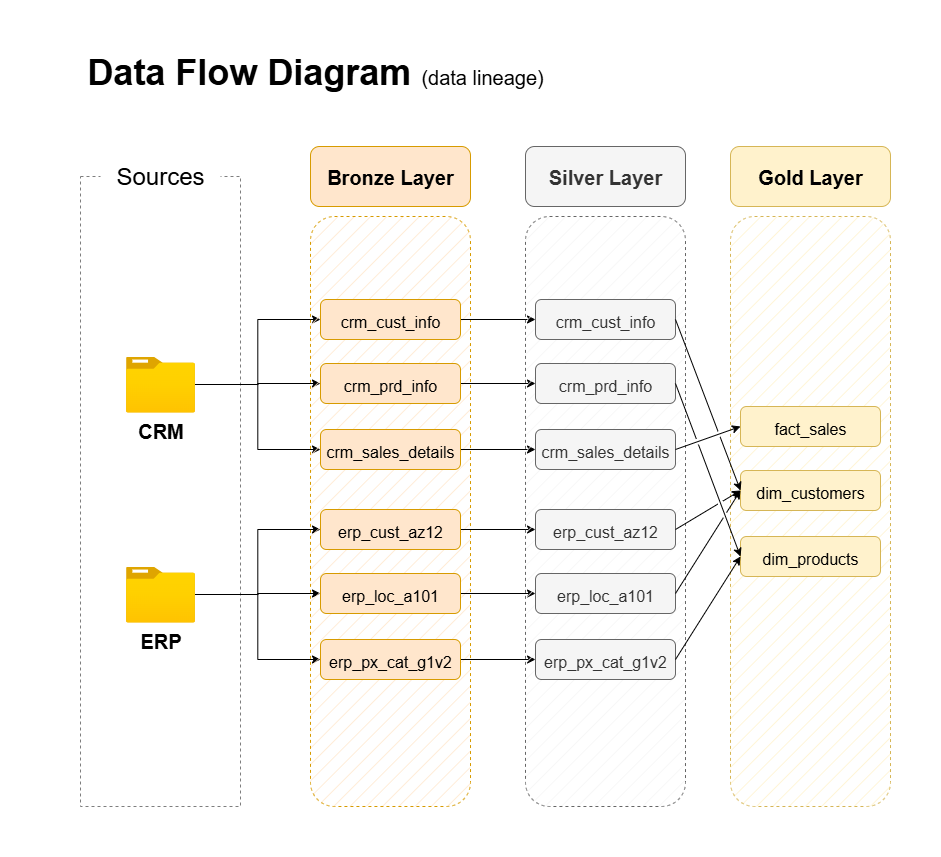 Data Flow Diagram (data lineage)
Sources
Bronze Layer
Silver Layer
Gold Layer
crm_cust_info
crm_cust_info
crm_prd_info
crm_prd_info
CRM
fact_sales
crm_sales_details
crm_sales_details
dim_customers
erp_cust_az12
erp_cust_az12
dim_products
erp_loc_a101
erp_loc_a101
ERP
erp_px_cat_g1v2
erp_px_cat_g1v2